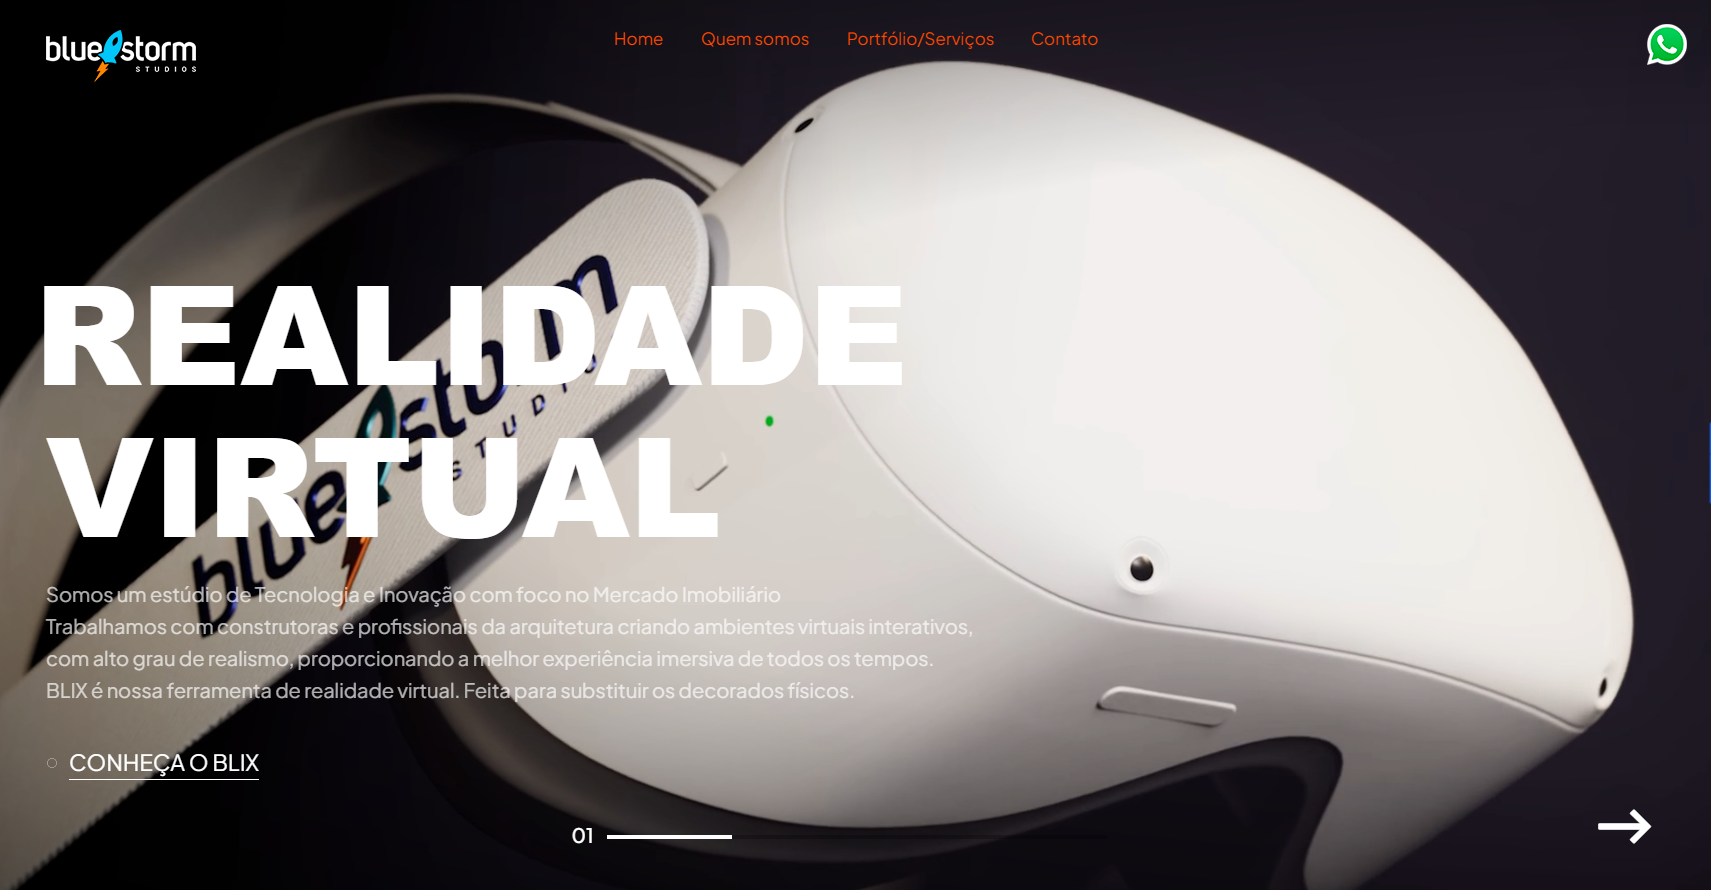 bluestorm
STUDIOS
Home Quem somos Portfólio/Serviços Contato
REALIDADE
VIRTUAL
bluestorm
STUDIOS
Somos um estúdio de Tecnologia e Inovação com foco no Mercado Imobiliário
Trabalhamos com construtoras e profissionais da arquitetura criando ambientes virtuais interativos,
com alto grau de realismo, proporcionando a melhor experiência imersiva de todos os tempos.
BLIX é nossa ferramenta de realidade virtual. Feita para substituir os decorados físicos.
CONHEÇA O BLIX
01